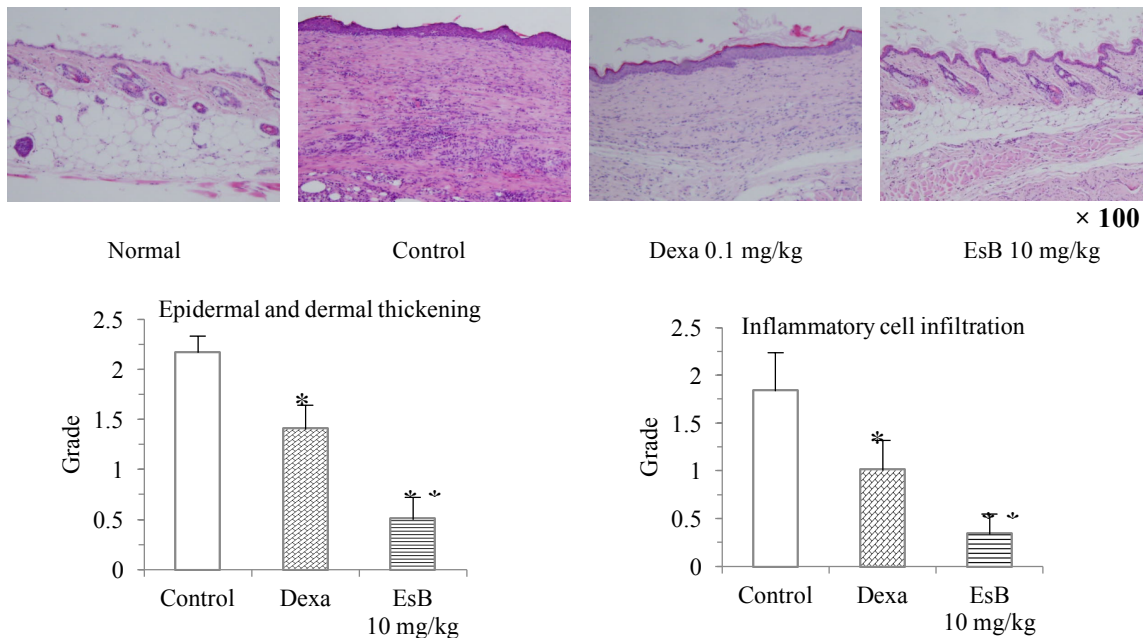 × 100
Normal Control Dexa 0.1 mg/kg EsB 10 mg/kg
Epidermal and dermal thickening
Grade
2.5
2
1.5
1
0.5
0
*
* *
Control Dexa EsB
10 mg/kg
Inflammatory cell infiltration
Grade
2.5
2
1.5
1
0.5
0
*
* *
Control Dexa EsB
10 mg/kg